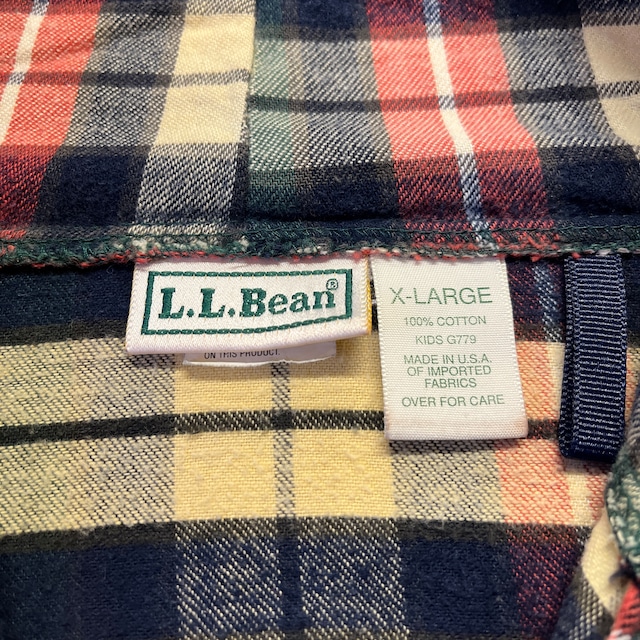 L.L.Bean®
ON THIS PRODUCT.
X-LARGE
100% COTTON
KIDS G779
MADE IN U.S.A.
OF IMPORTED
FABRICS
OVER FOR CARE